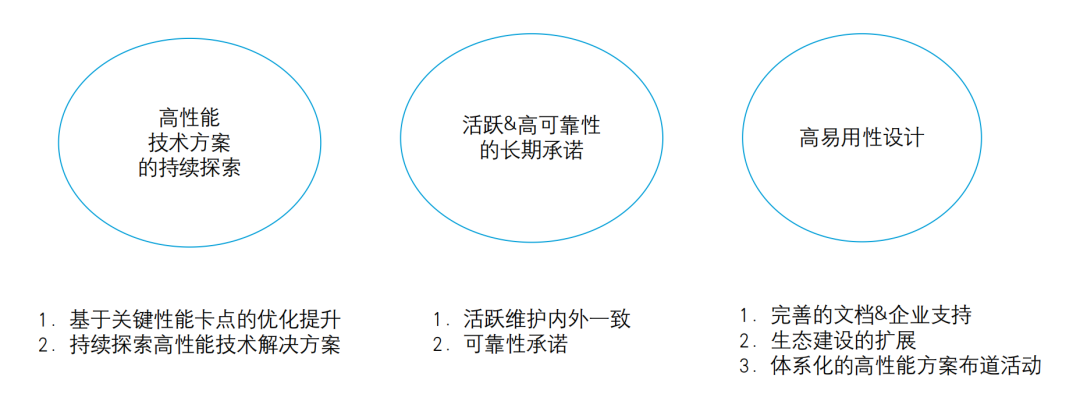 高性能
技术方案
的持续探索
活跃&高可靠性
的长期承诺
高易用性设计
1. 基于关键性能卡点的优化提升
2. 持续探索高性能技术解决方案
1. 活跃维护内外一致
2. 可靠性承诺
1. 完善的文档&企业支持
2. 生态建设的扩展
3. 体系化的高性能方案布道活动